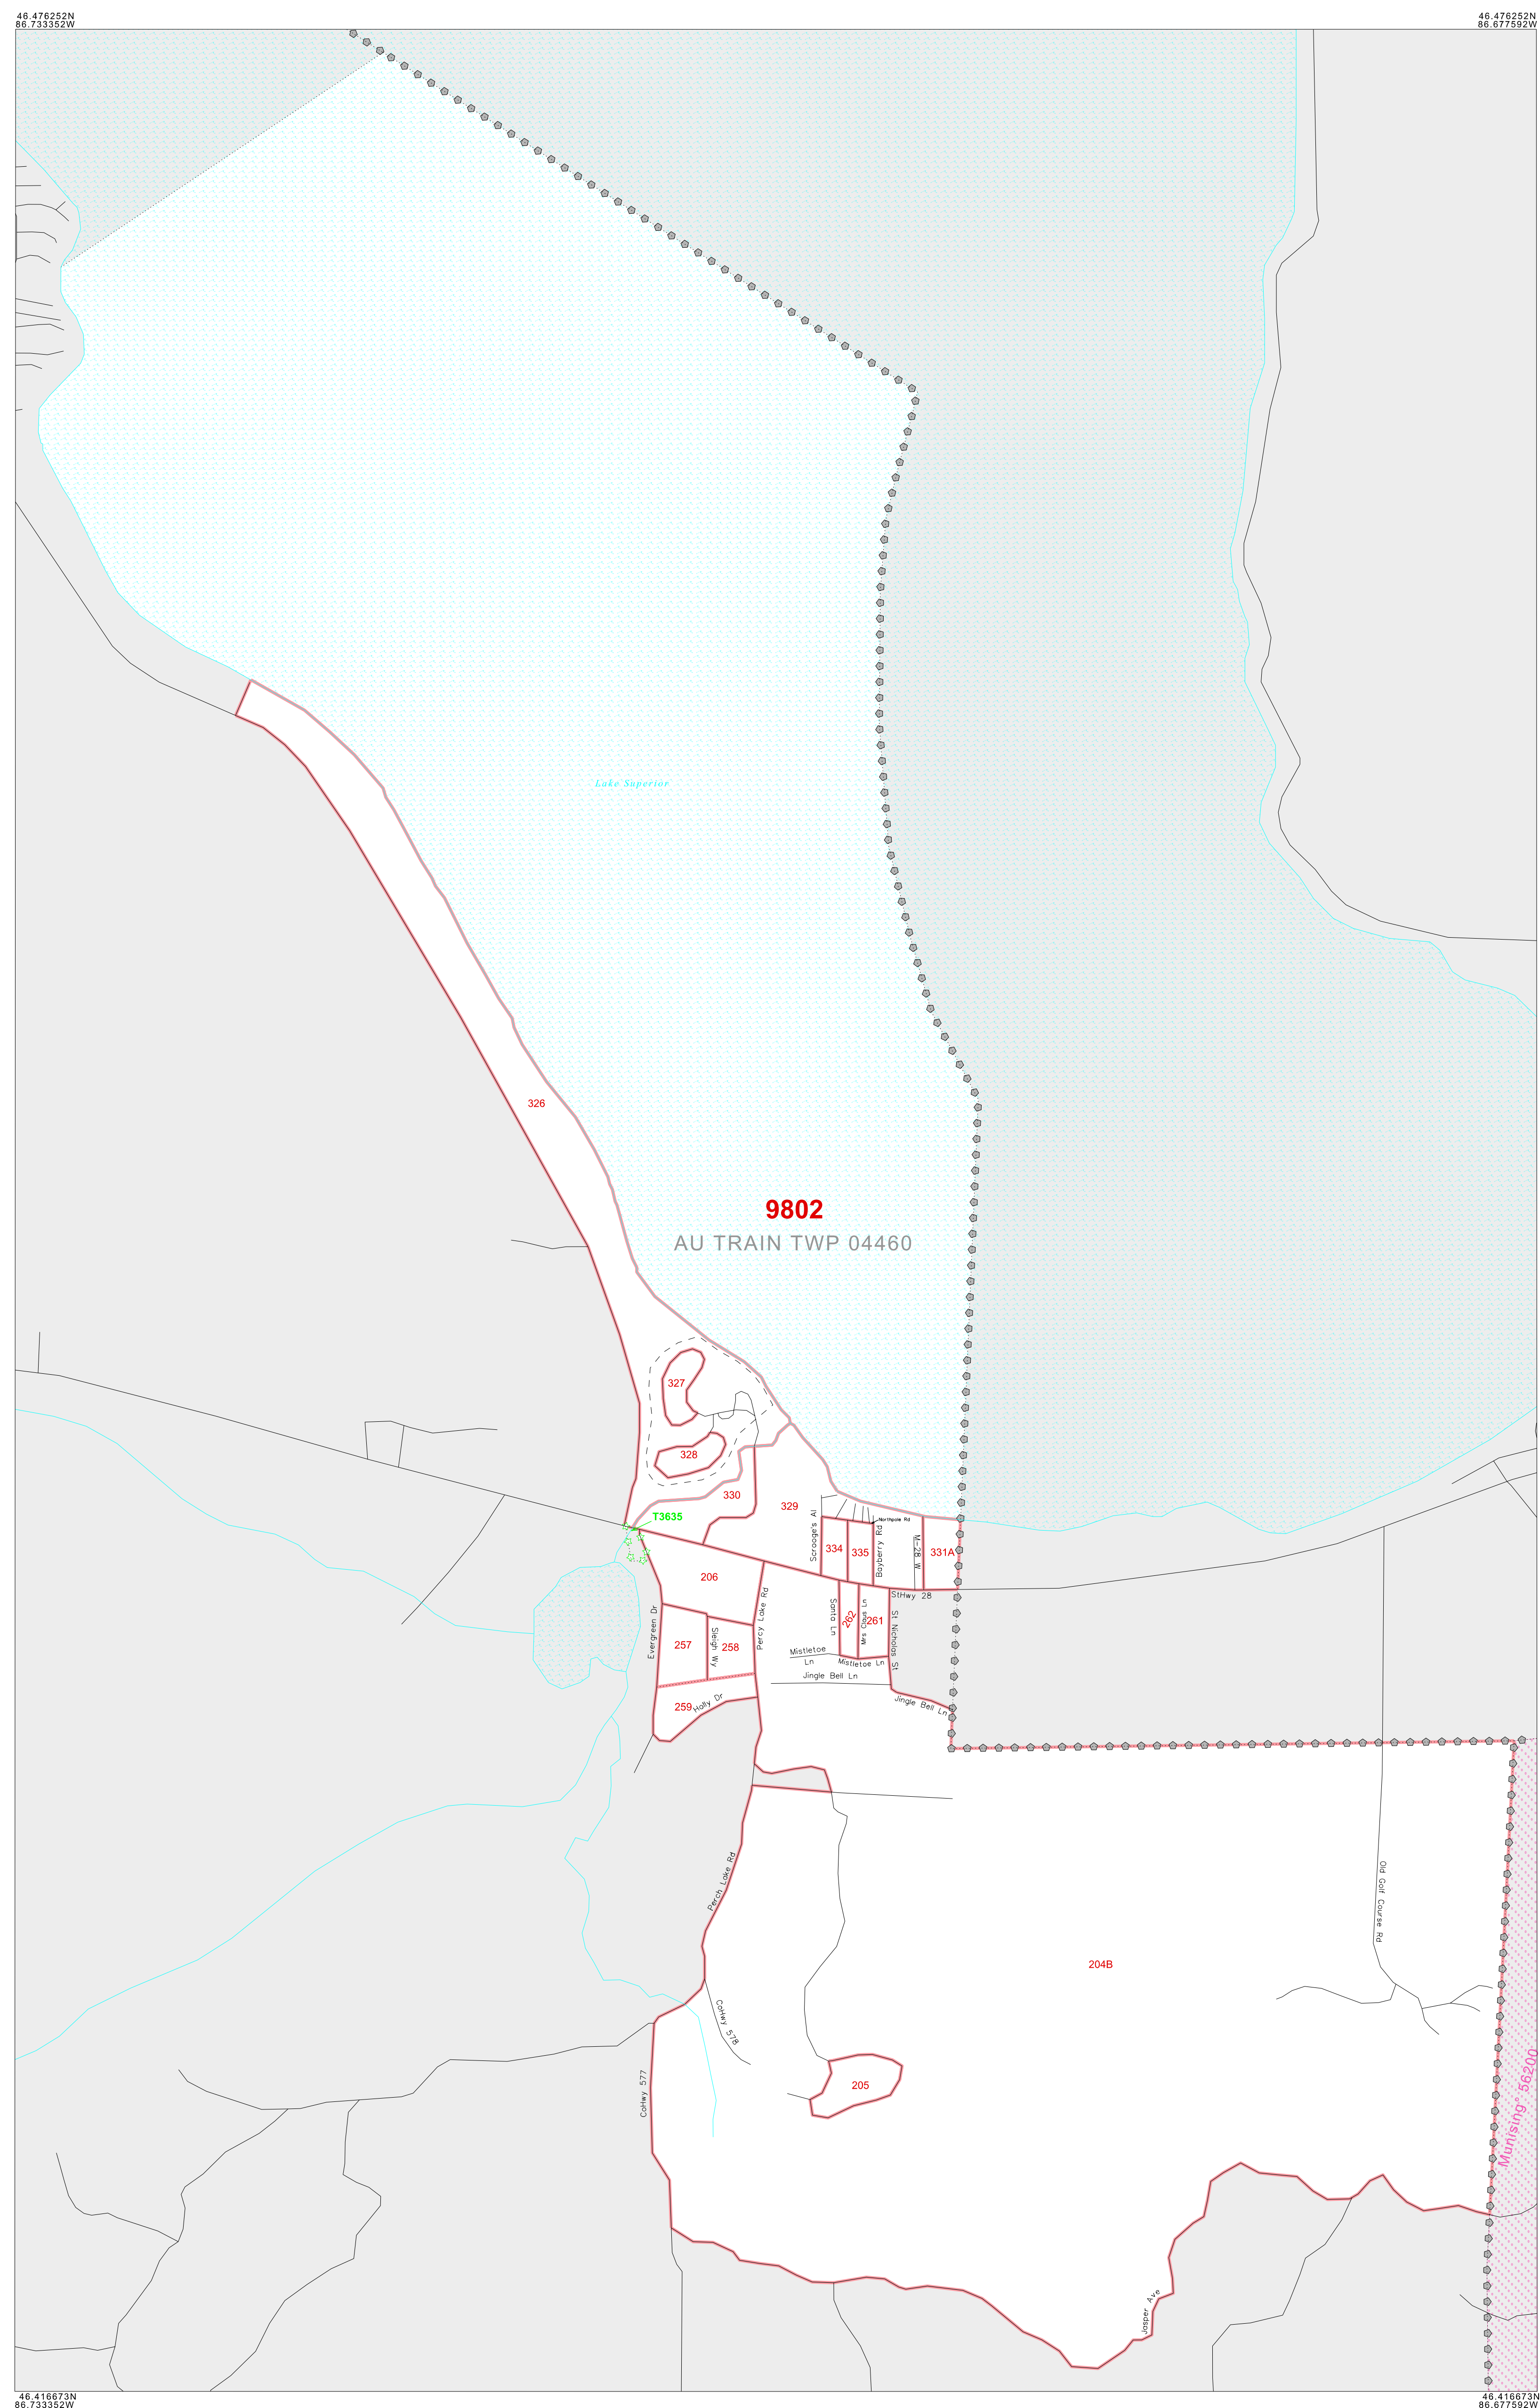 46.476252N
86.733352W
46.476252N
86.677592W
Lake Superior
326
9802
AU TRAIN TWP 04460
327
328
330
329
T3635
Northpole Rd
Scrooge's Al
334
335
Bayberry Rd
M-28 W
331A
206
StHwy 28
Percy Lake Rd
Santa Ln
262
Mrs Claus Ln
261
St Nicholas St
Evergreen Dr
257
Sleigh Wy
258
Mistletoe
Ln
Mistletoe Ln
Jingle Bell Ln
259
Holly Dr
Jingle Bell Ln
Perch Lake Rd
Old Golf Course Rd
204B
CoHwy 578
CoHwy 577
205
Munising° 56200
Jasper Ave
46.416673N
86.733352W
46.416673N
86.677592W